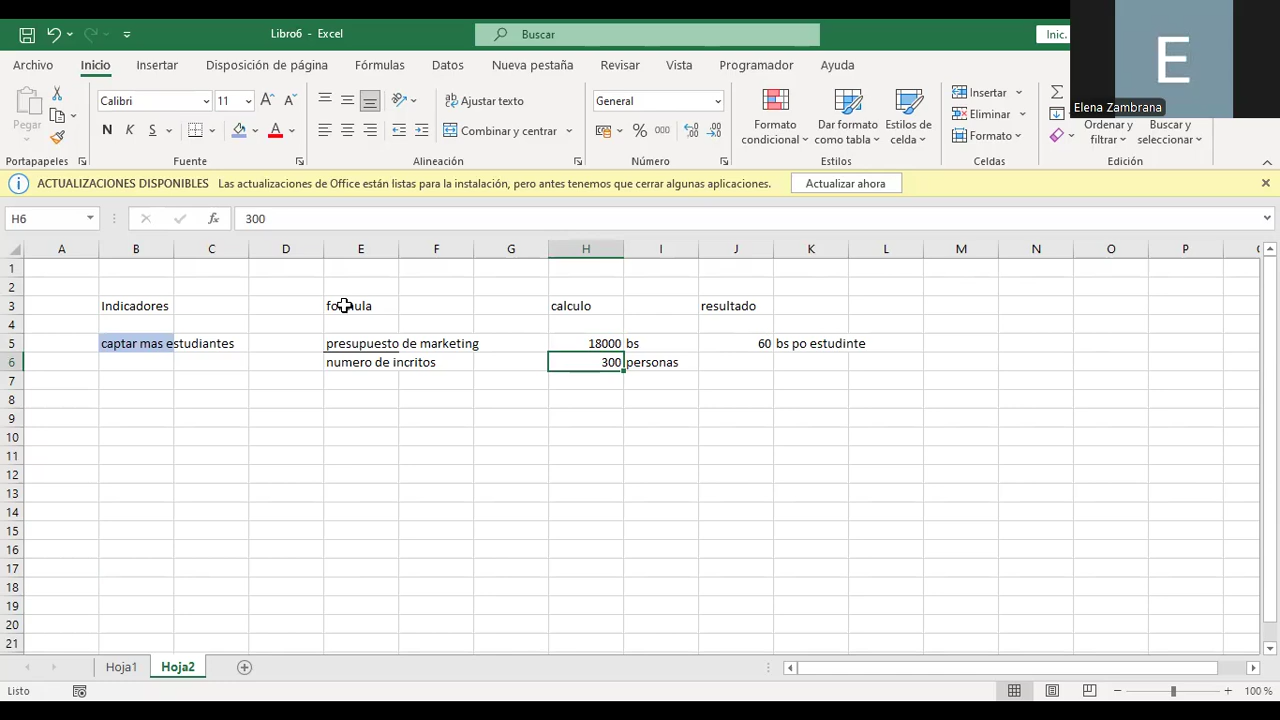 Libro6 - Excel
Buscar
Inic.
E
Elena Zambrana
Archivo Inicio Insertar Disposición de página Fórmulas Datos Nueva pestaña Revisar Vista Programador Ayuda
Pegar
Calibri 11
N K S
Ajustar texto
Combinar y centrar
General
% 000
Formato condicional
Dar formato como tabla
Estilos de celda
Insertar
Eliminar
Formato
Ordenar y filtrar
Buscar y seleccionar
Portapapeles Fuente Alineación Número Estilos Celdas Edición
ACTUALIZACIONES DISPONIBLES Las actualizaciones de Office están listas para la instalación, pero antes tenemos que cerrar algunas aplicaciones. Actualizar ahora
H6 fx 300
A B C D E F G H I J K L M N O P
1
2
3 Indicadores formula calculo resultado
4
5 captar mas estudiantes presupuesto de marketing 18000 bs 60 bs po estudinte
6 numero de incritos 300 personas
7
8
9
10
11
12
13
14
15
16
17
18
19
20
21
Hoja1 Hoja2
Listo 100 %